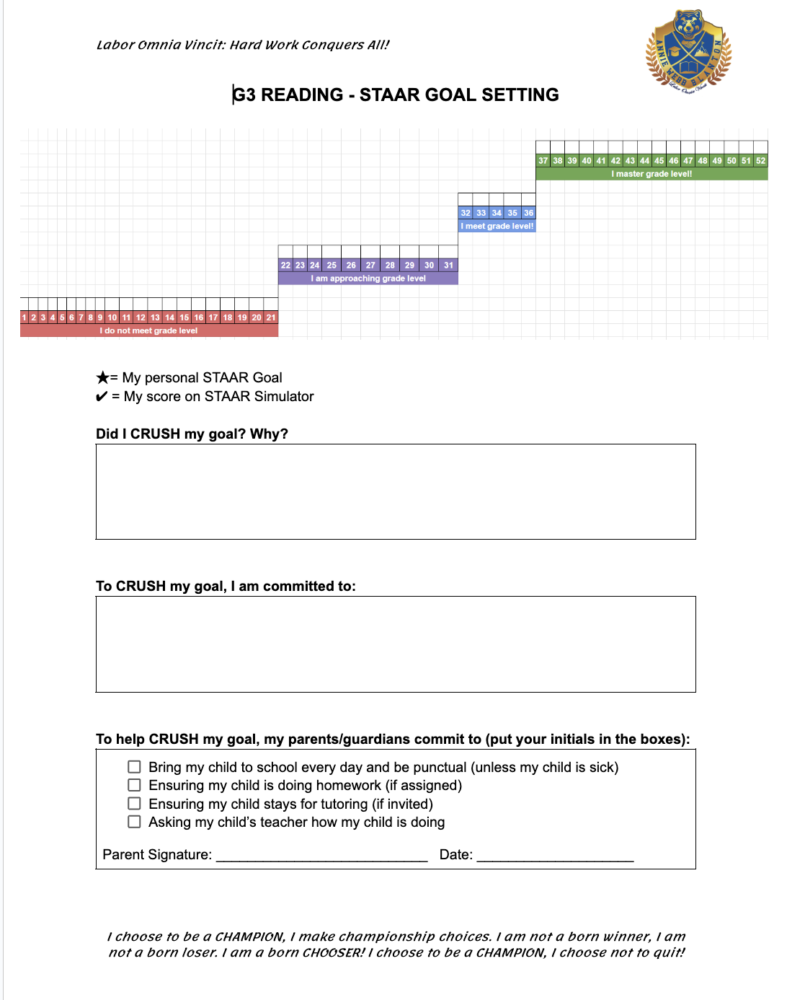 Labor Omnia Vincit: Hard Work Conquers All!
ANNIE WEBB BLANTON
Labor Omnia Vincit
G3 READING - STAAR GOAL SETTING
37 38 39 40 41 42 43 44 45 46 47 48 49 50 51 52
I master grade level!
32 33 34 35 36
I meet grade level!
22 23 24 25 26 27 28 29 30 31
I am approaching grade level
1 2 3 4 5 6 7 8 9 10 11 12 13 14 15 16 17 18 19 20 21
I do not meet grade level
★= My personal STAAR Goal
✔ = My score on STAAR Simulator
Did I CRUSH my goal? Why?
To CRUSH my goal, I am committed to:
To help CRUSH my goal, my parents/guardians commit to (put your initials in the boxes):
☐ Bring my child to school every day and be punctual (unless my child is sick)
☐ Ensuring my child is doing homework (if assigned)
☐ Ensuring my child stays for tutoring (if invited)
☐ Asking my child's teacher how my child is doing
Parent Signature: ___________________________ Date: ____________________
I choose to be a CHAMPION, I make championship choices. I am not a born winner, I am
not a born loser. I am a born CHOOSER! I choose to be a CHAMPION, I choose not to quit!